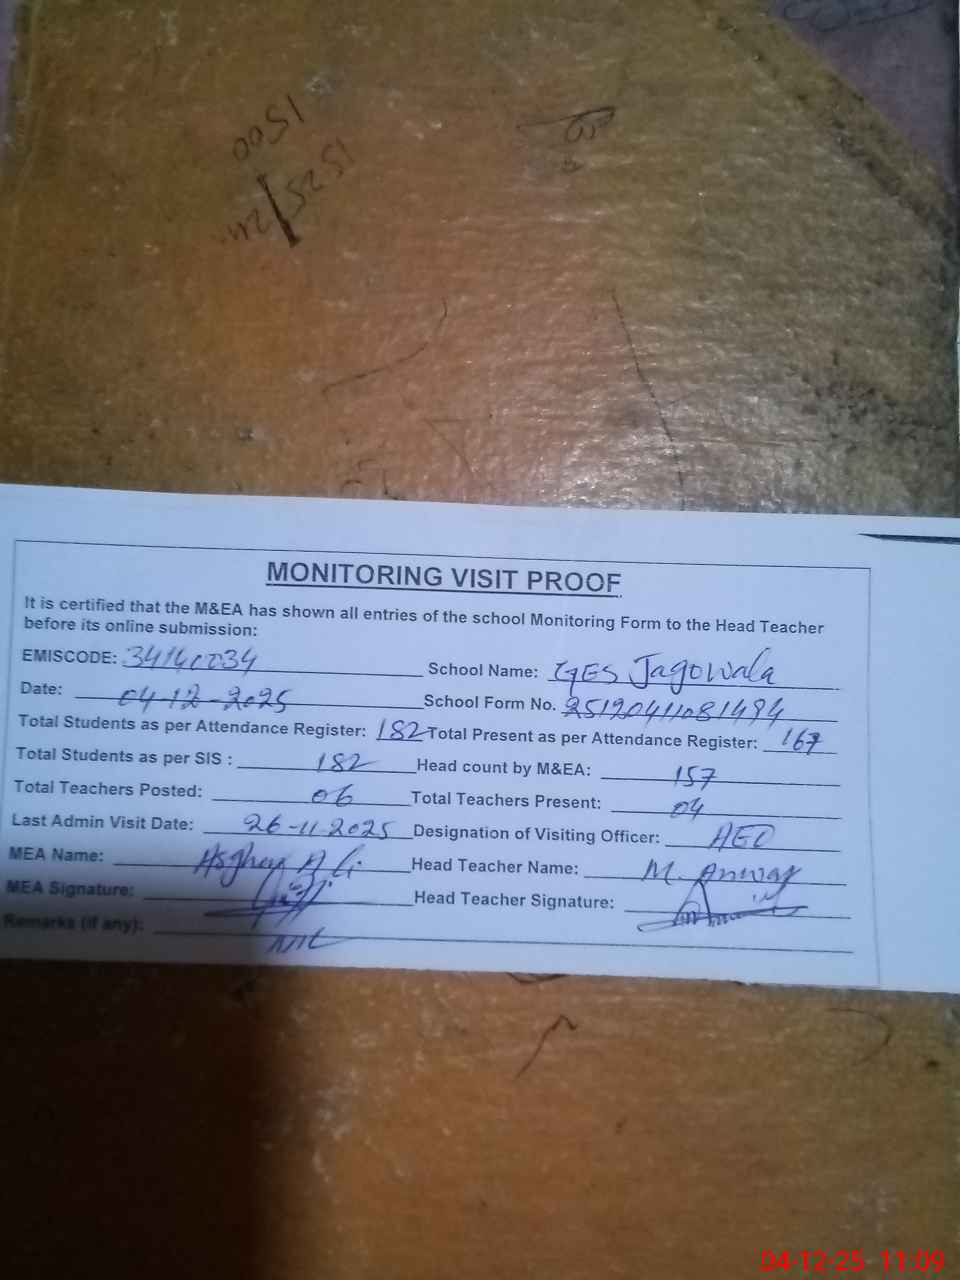 1500
1525
MONITORING VISIT PROOF
It is certified that the M&EA has shown all entries of the school Monitoring Form to the Head Teacher
before its online submission:
EMISCODE: School Name: GES Jagowala
Date: 04-12-2025 School Form No. 25120411081494
Total Students as per Attendance Register: 182 Total Present as per Attendance Register: 167
Total Students as per SIS : 182 Head count by M&EA: 157
Total Teachers Posted: 06 Total Teachers Present: 04
Last Admin Visit Date: 26-11-2025 Designation of Visiting Officer: AEO
MEA Name: Asghar Ali Head Teacher Name: M. Anwar
MEA Signature: Head Teacher Signature:
Remarks (if any): Nil
04-12-25 11:09